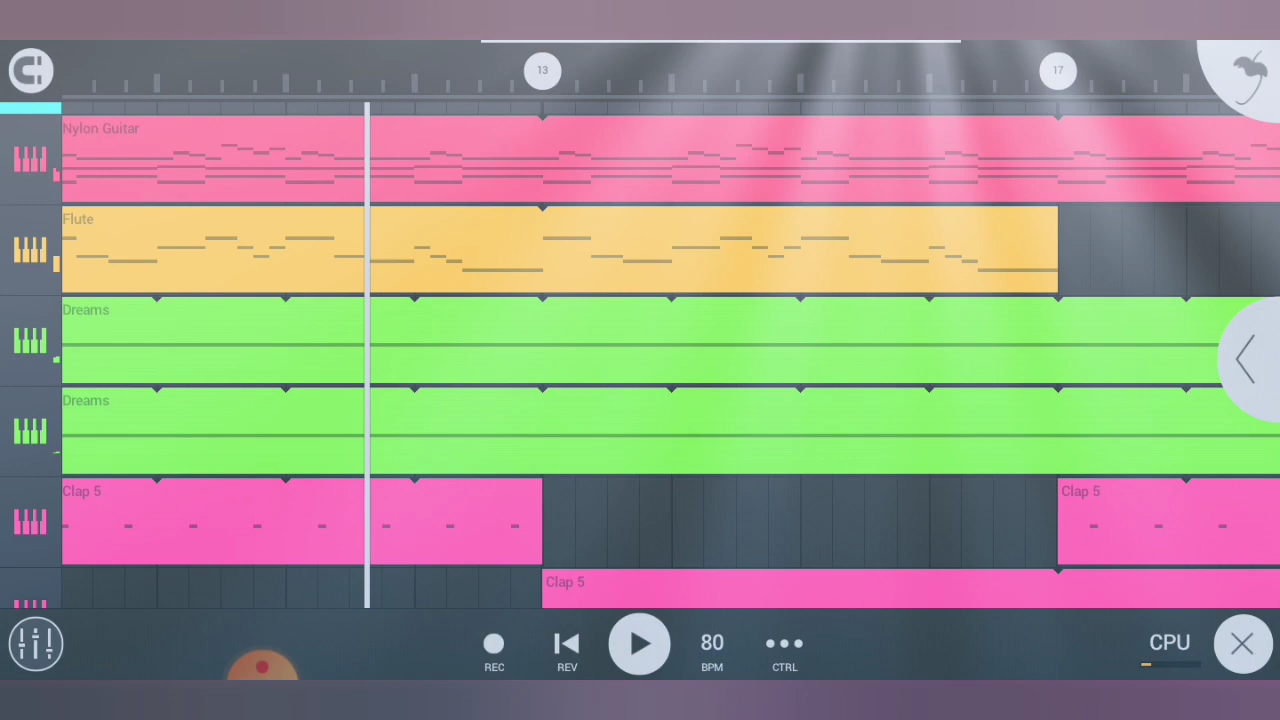 13
17
Nylon Guitar
Flute
Dreams
Dreams
Clap 5
Clap 5
Clap 5
REC
REV
80
BPM
CTRL
CPU